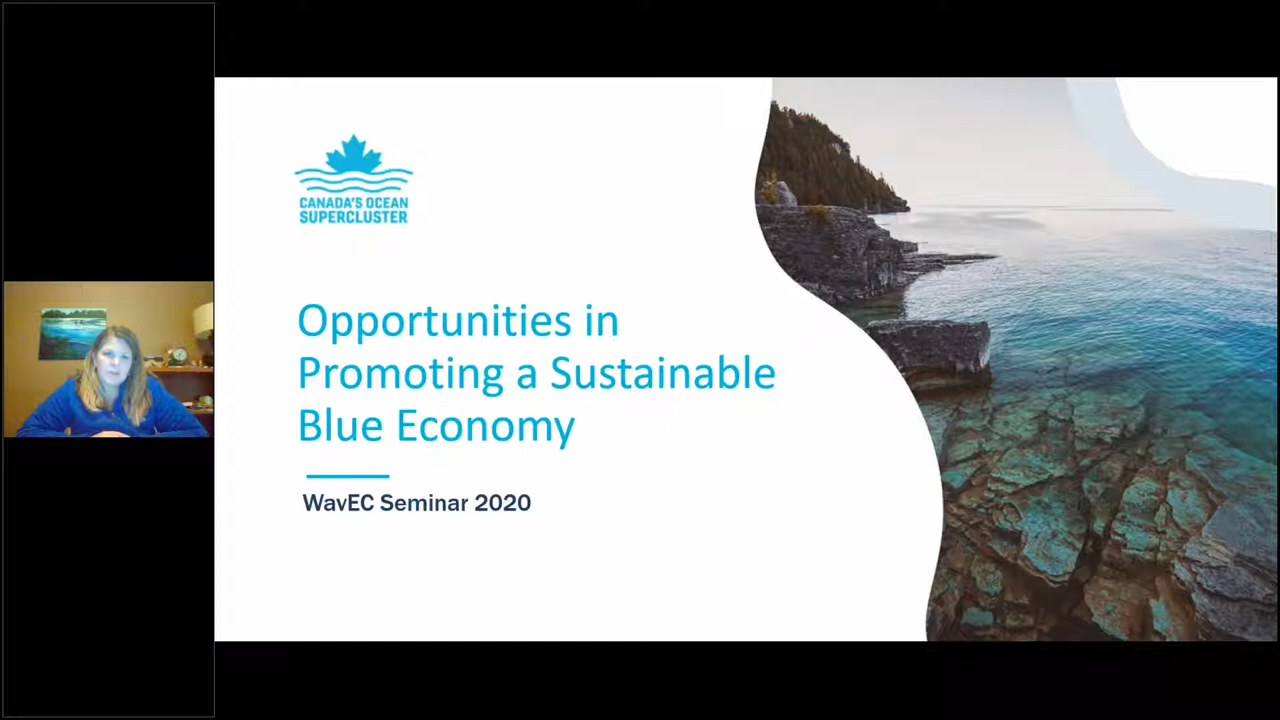 CANADA'S OCEAN
SUPERCLUSTER
Opportunities in
Promoting a Sustainable
Blue Economy
WavEC Seminar 2020